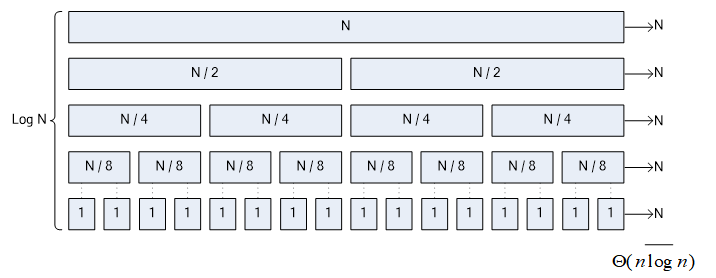 N →N
N / 2 N / 2 →N
Log N N / 4 N / 4 N / 4 N / 4 →N
N / 8 N / 8 N / 8 N / 8 N / 8 N / 8 N / 8 N / 8 →N
1 1 1 1 1 1 1 1 1 1 1 1 1 1 1 1 →N
Θ(n log n)